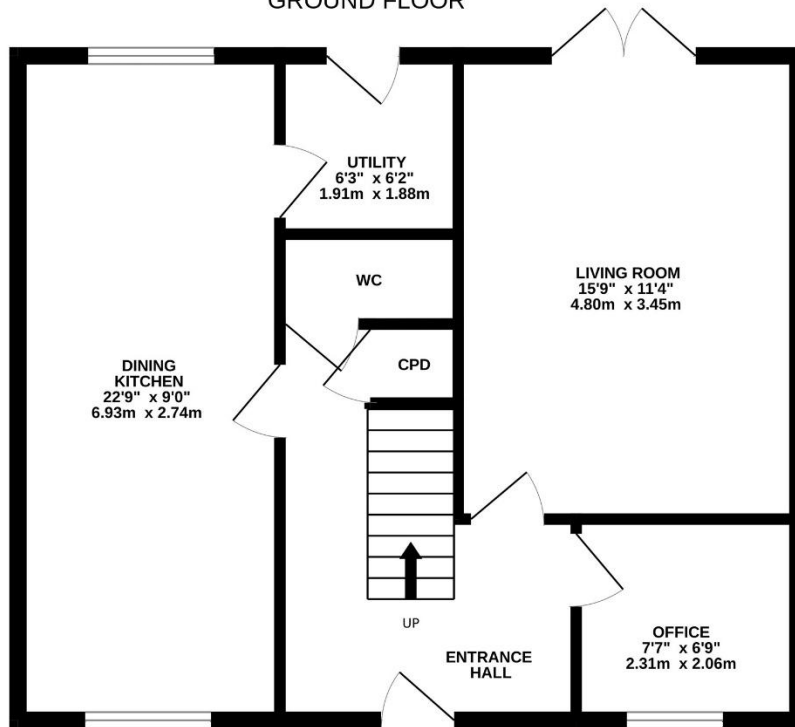 GROUND FLOOR
UTILITY
6'3" x 6'2"
1.91m x 1.88m
WC
LIVING ROOM
15'9" x 11'4"
4.80m x 3.45m
CPD
DINING
KITCHEN
22'9" x 9'0"
6.93m x 2.74m
UP
ENTRANCE
HALL
OFFICE
7'7" x 6'9"
2.31m x 2.06m